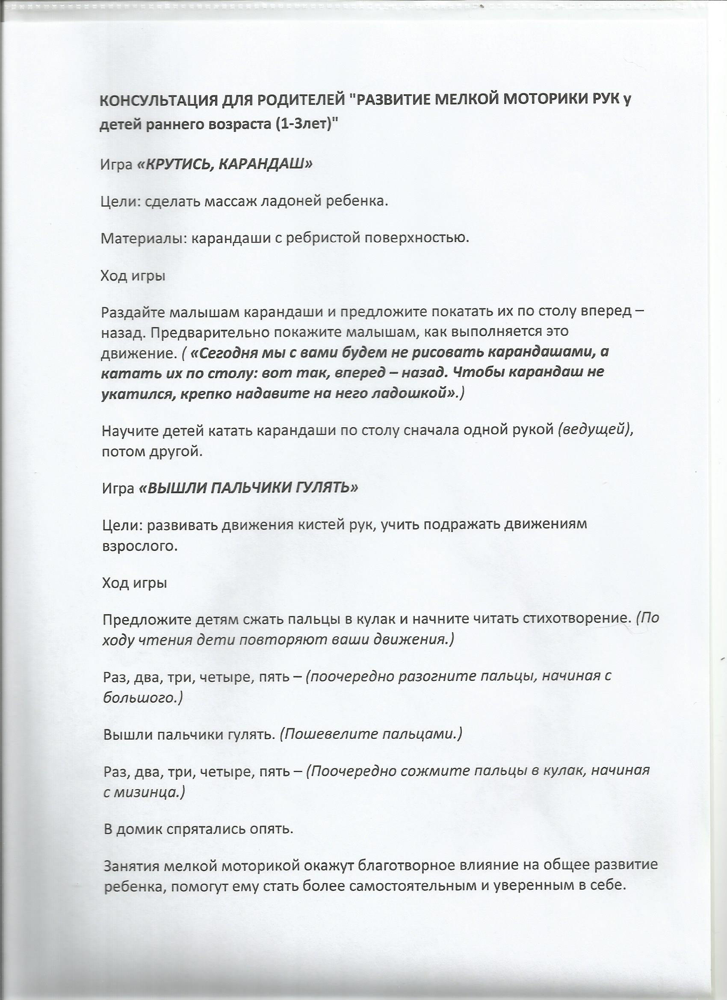 КОНСУЛЬТАЦИЯ ДЛЯ РОДИТЕЛЕЙ "РАЗВИТИЕ МЕЛКОЙ МОТОРИКИ РУК у
детей раннего возраста (1-3лет)"
Игра «КРУТИСЬ, КАРАНДАШ»
Цели: сделать массаж ладоней ребенка.
Материалы: карандаши с ребристой поверхностью.
Ход игры
Раздайте малышам карандаши и предложите покатать их по столу вперед –
назад. Предварительно покажите малышам, как выполняется это
движение. ( «Сегодня мы с вами будем не рисовать карандашами, а
катать их по столу: вот так, вперед – назад. Чтобы карандаш не
укатился, крепко надавите на него ладошкой».)
Научите детей катать карандаши по столу сначала одной рукой (ведущей),
потом другой.
Игра «ВЫШЛИ ПАЛЬЧИКИ ГУЛЯТЬ»
Цели: развивать движения кистей рук, учить подражать движениям
взрослого.
Ход игры
Предложите детям сжать пальцы в кулак и начните читать стихотворение. (По
ходу чтения дети повторяют ваши движения.)
Раз, два, три, четыре, пять – (поочередно разогните пальцы, начиная с
большого.)
Вышли пальчики гулять. (Пошевелите пальцами.)
Раз, два, три, четыре, пять – (Поочередно сожмите пальцы в кулак, начиная
с мизинца.)
В домик спрятались опять.
Занятия мелкой моторикой окажут благотворное влияние на общее развитие
ребенка, помогут ему стать более самостоятельным и уверенным в себе.